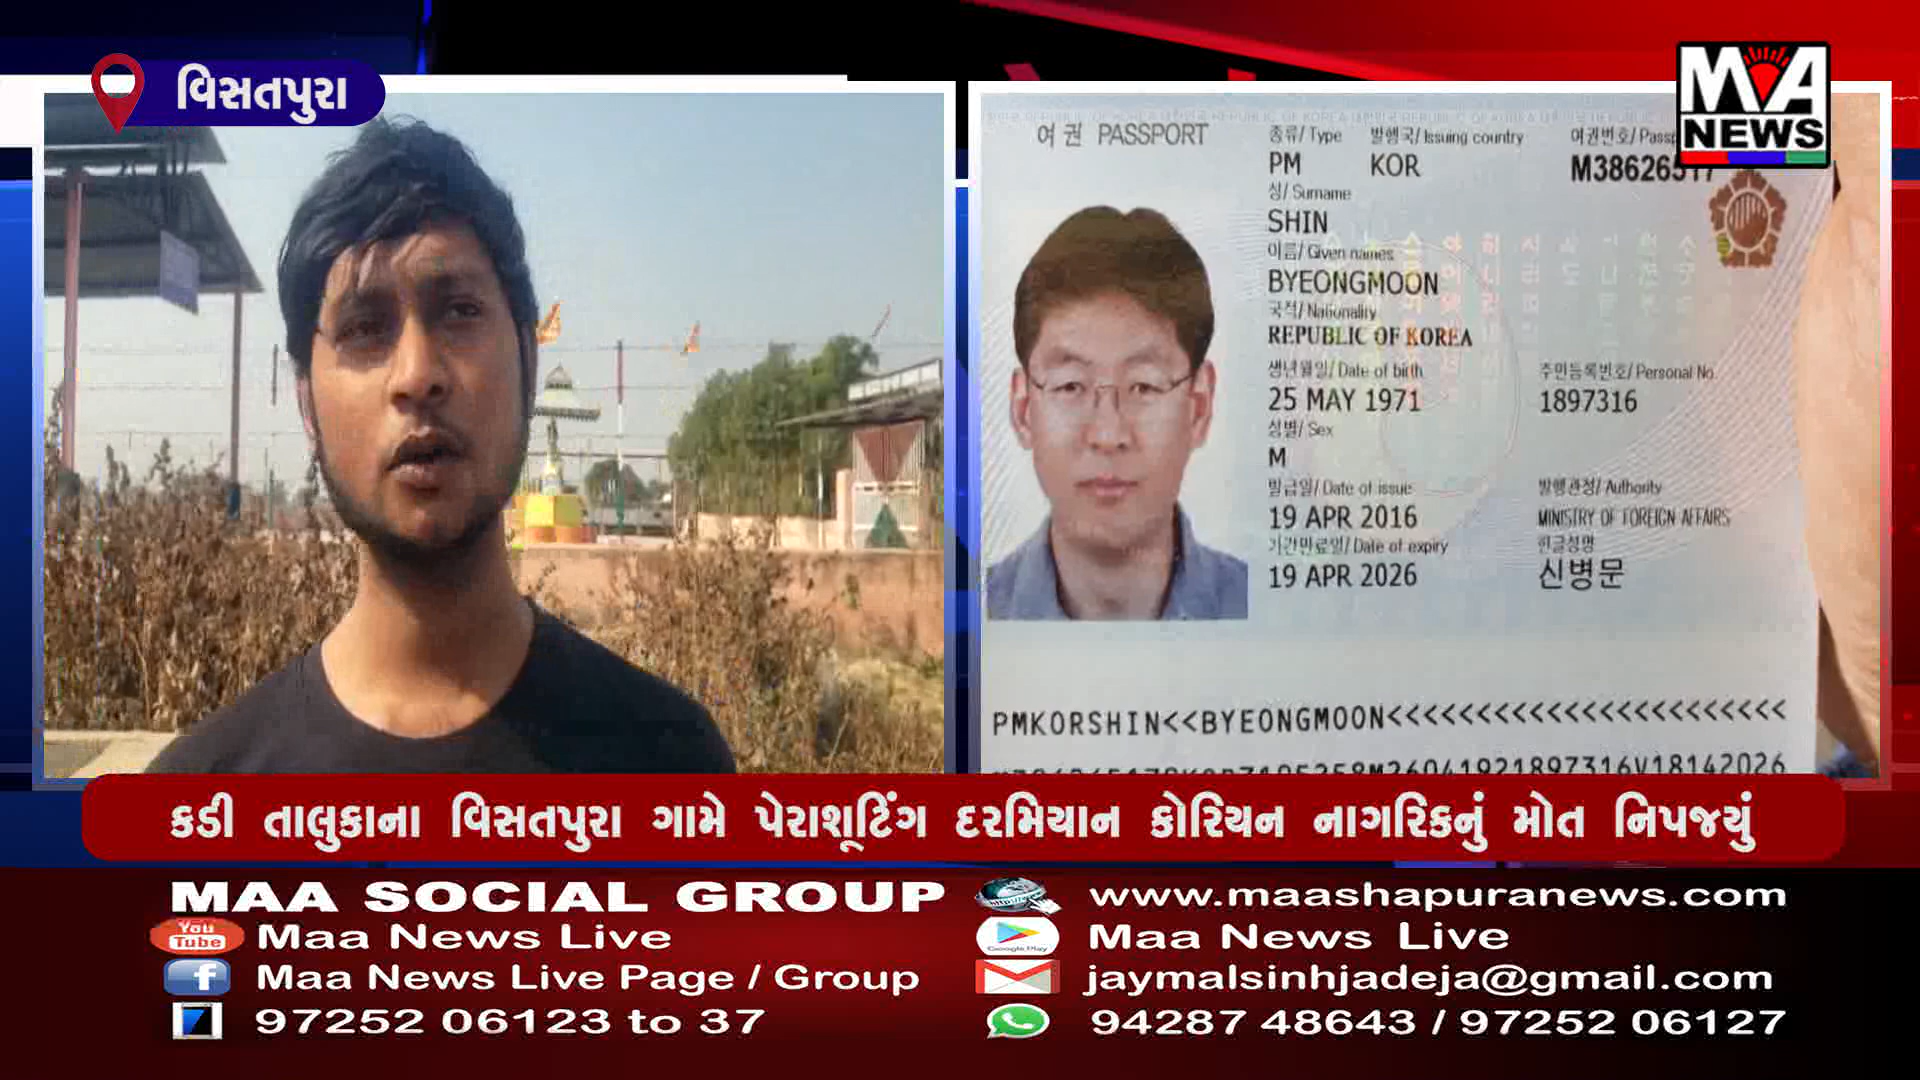 વિસતપુરા
MAA
NEWS
여권 PASSPORT
종류/ Type 발행국/ Issuing country 여권번호/
PM KOR
성/ Surname
SHIN
이름/ Given names
BYEONGMOON
국적/ Nationality
REPUBLIC OF KOREA
생년월일/ Date of birth 주민등록번호/ Personal No.
25 MAY 1971 1897316
성별/ Sex
M
발급일/ Date of issue 발행관청/ Authority
19 APR 2016 MINISTRY OF FOREIGN AFFAIRS
기간만료일/ Date of expiry 한글성명
19 APR 2026 신병문
PMKORSHIN<<BYEONGMOON<<<<<<<<<<<<<<<<<<<<<<<
કડી તાલુકાના વિસતપુરા ગામે પેરાશૂટિંગ દરમિયાન કોરિયન નાગરિકનું મોત નિપજ્યું
MAA SOCIAL GROUP www.maashapuranews.com
You Tube Maa News Live Google Play Maa News Live
f Maa News Live Page / Group jaymalsinhjadeja@gmail.com
97252 06123 to 37 94287 48643 / 97252 06127